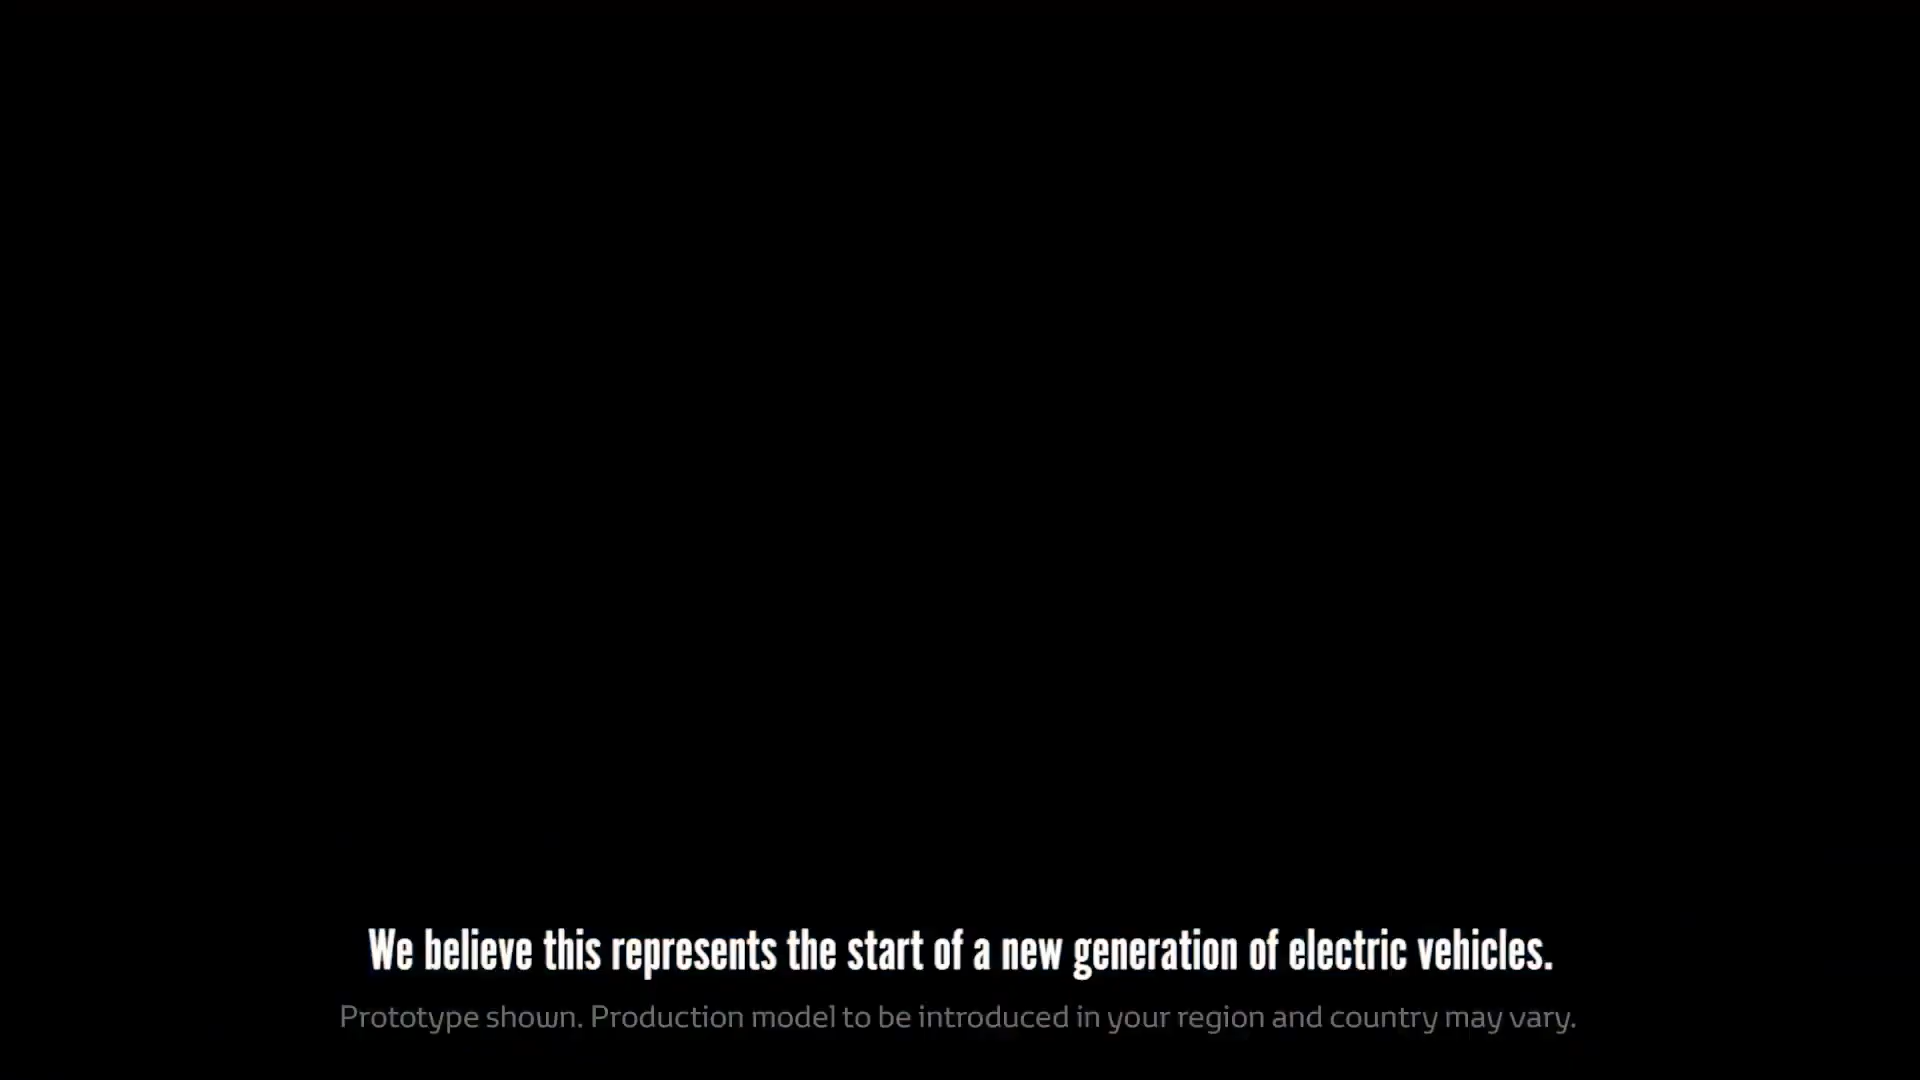 We believe this represents the start of a new generation of electric vehicles.
Prototype shown. Production model to be introduced in your region and country may vary.